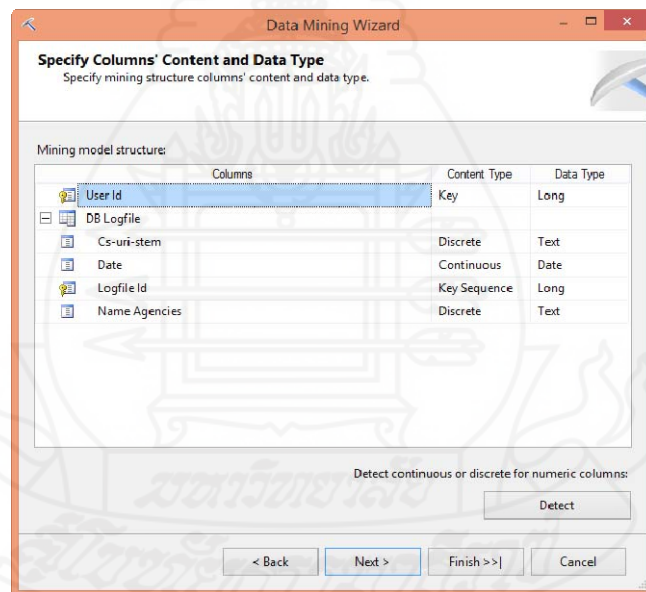 Data Mining Wizard
Specify Columns' Content and Data Type
Specify mining structure columns' content and data type.
Mining model structure:
Columns Content Type Data Type
User Id Key Long
DB Logfile
Cs-uri-stem Discrete Text
Date Continuous Date
Logfile Id Key Sequence Long
Name Agencies Discrete Text
Detect continuous or discrete for numeric columns:
Detect
< Back Next > Finish >>| Cancel